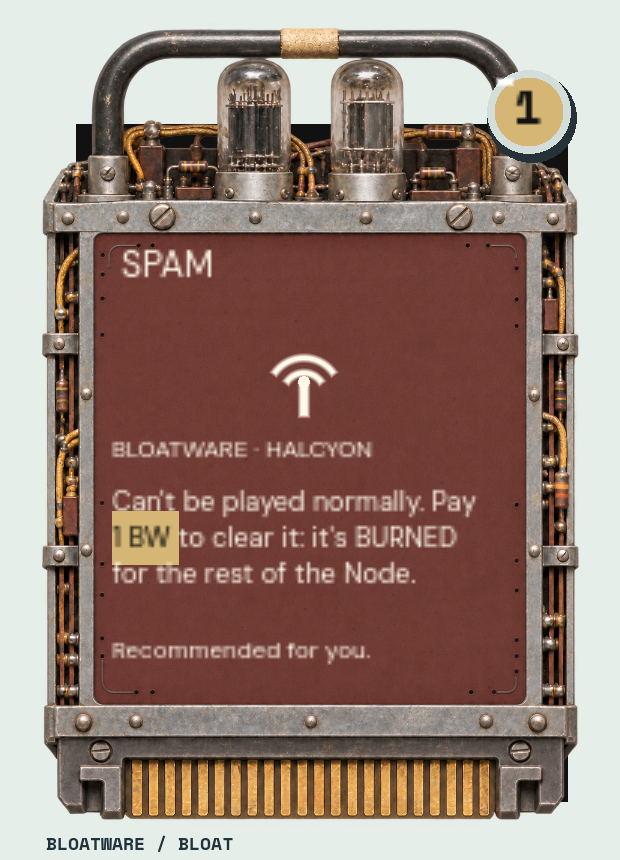 1
SPAM
BLOATWARE - HALCYON
Can't be played normally. Pay
1 BW to clear it: it's BURNED
for the rest of the Node.
Recommended for you.
BLOATWARE / BLOAT